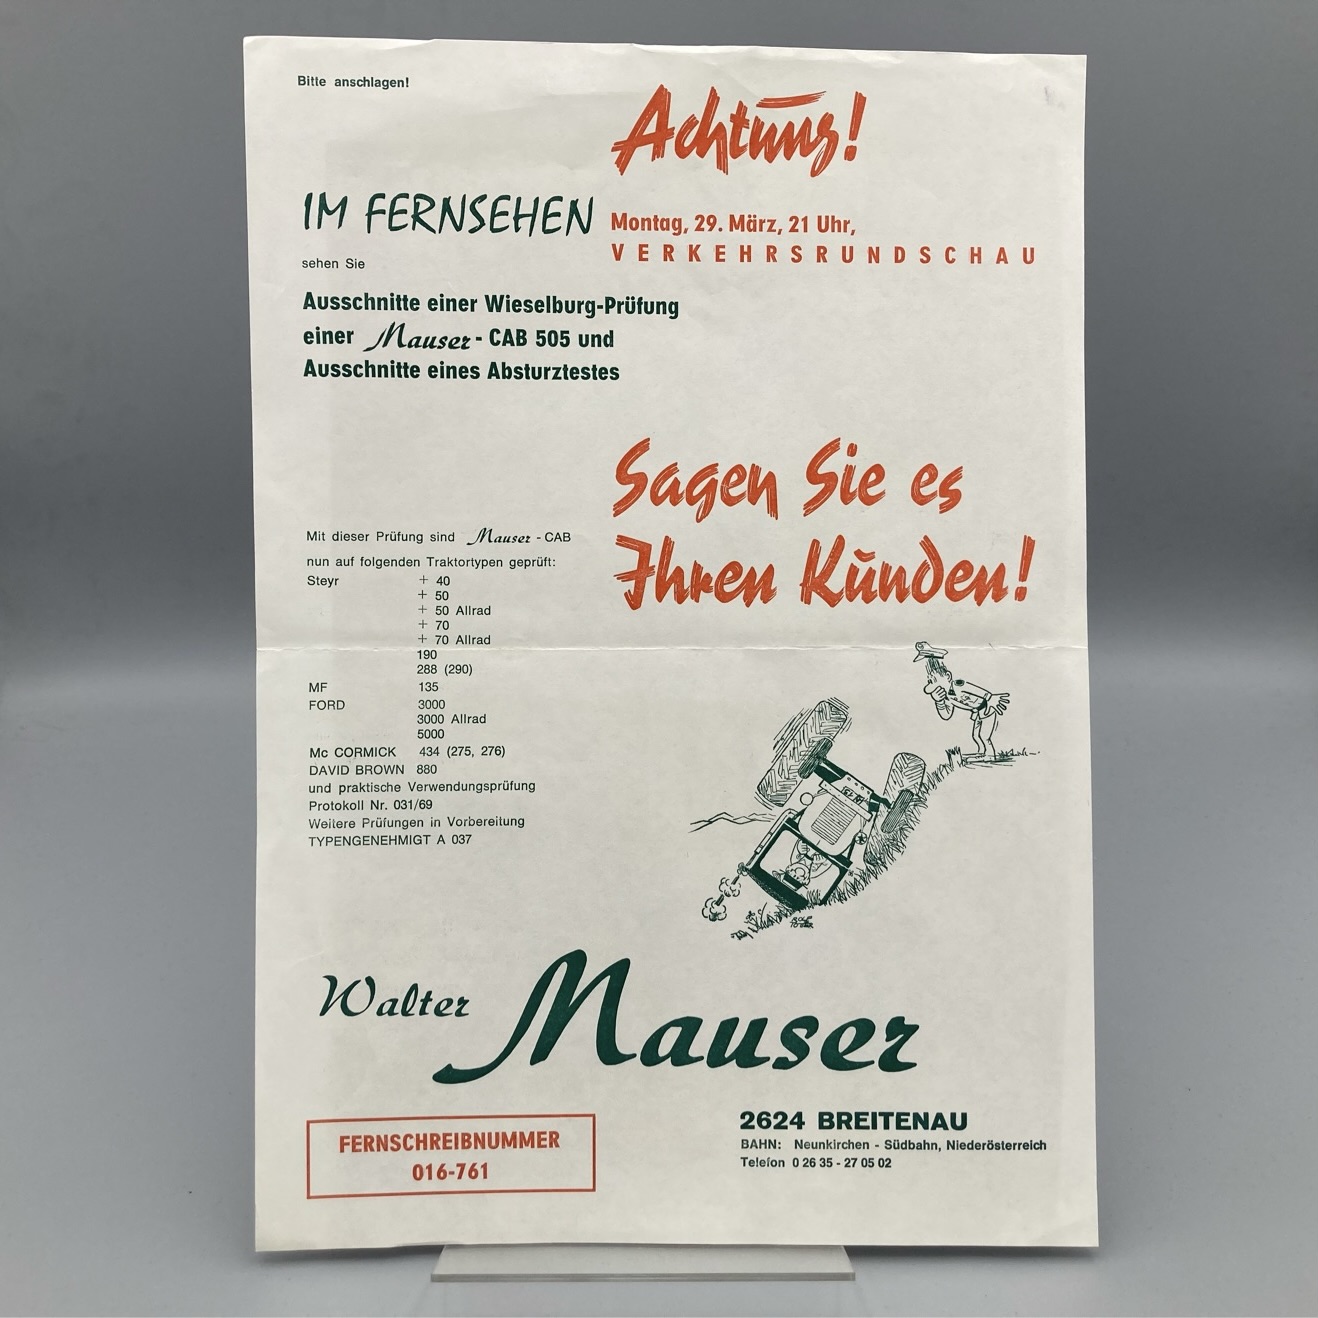 Bitte anschlagen!
Achtung!
IM FERNSEHEN
Montag, 29. März, 21 Uhr,
VERKEHRSRUNDSCHAU
sehen Sie
Ausschnitte einer Wieselburg-Prüfung
einer Mauser - CAB 505 und
Ausschnitte eines Absturztestes
Sagen Sie es
Ihren Kunden!
Mit dieser Prüfung sind Mauser - CAB
nun auf folgenden Traktortypen geprüft:
Steyr + 40
+ 50
+ 50 Allrad
+ 70
+ 70 Allrad
190
288 (290)
MF 135
FORD 3000
3000 Allrad
5000
Mc CORMICK 434 (275, 276)
DAVID BROWN 880
und praktische Verwendungsprüfung
Protokoll Nr. 031/69
Weitere Prüfungen in Vorbereitung
TYPENGENEHMIGT A 037
Walter Mauser
FERNSCHREIBNUMMER
016-761
2624 BREITENAU
BAHN: Neunkirchen - Südbahn, Niederösterreich
Telefon 0 26 35 - 27 05 02